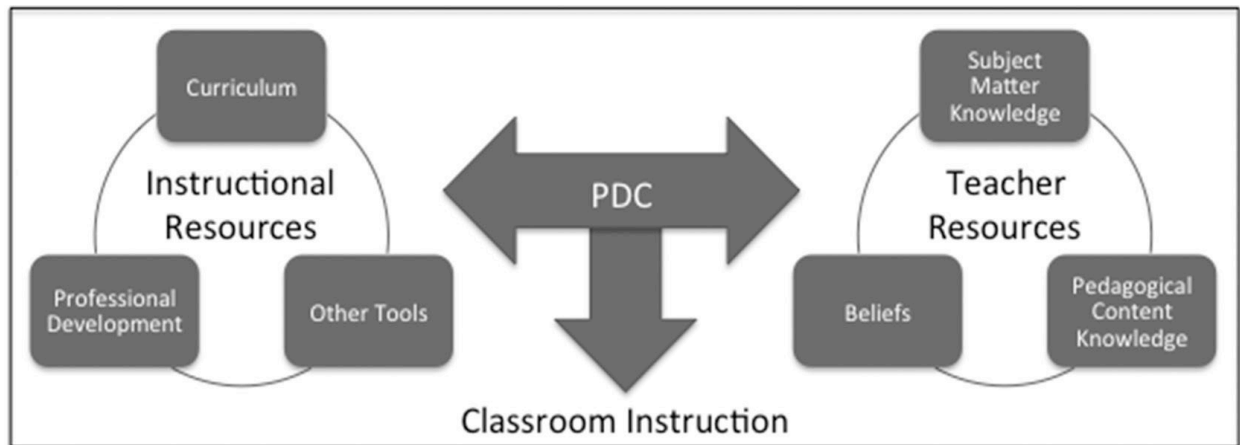 Curriculum
Instructional
Resources
Professional
Development
Other Tools
PDC
Classroom Instruction
Subject
Matter
Knowledge
Teacher
Resources
Beliefs
Pedagogical
Content
Knowledge